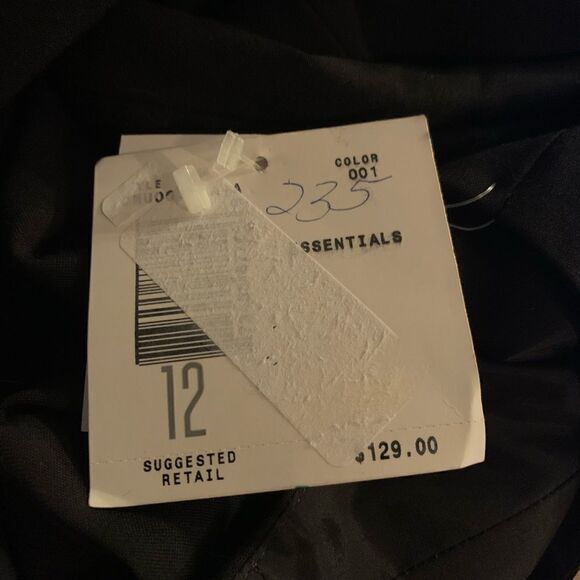 COLOR
001
235
SSENTIALS
12
SUGGESTED
RETAIL
$129.00